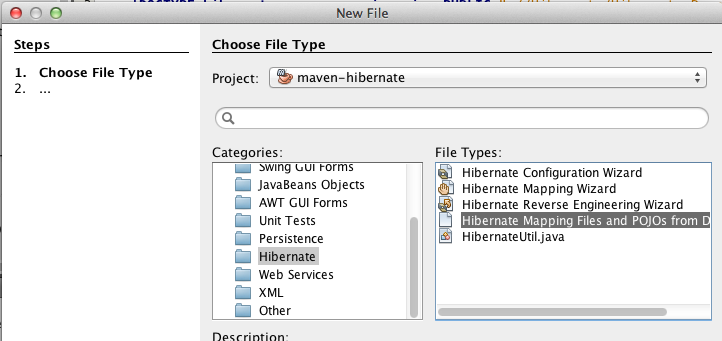 New File
Steps
1. Choose File Type
2. ...
Choose File Type
Project: maven-hibernate
Categories:
Swing GUI Forms
JavaBeans Objects
AWT GUI Forms
Unit Tests
Persistence
Hibernate
Web Services
XML
Other
File Types:
Hibernate Configuration Wizard
Hibernate Mapping Wizard
Hibernate Reverse Engineering Wizard
Hibernate Mapping Files and POJOs from D
HibernateUtil.java
Description: